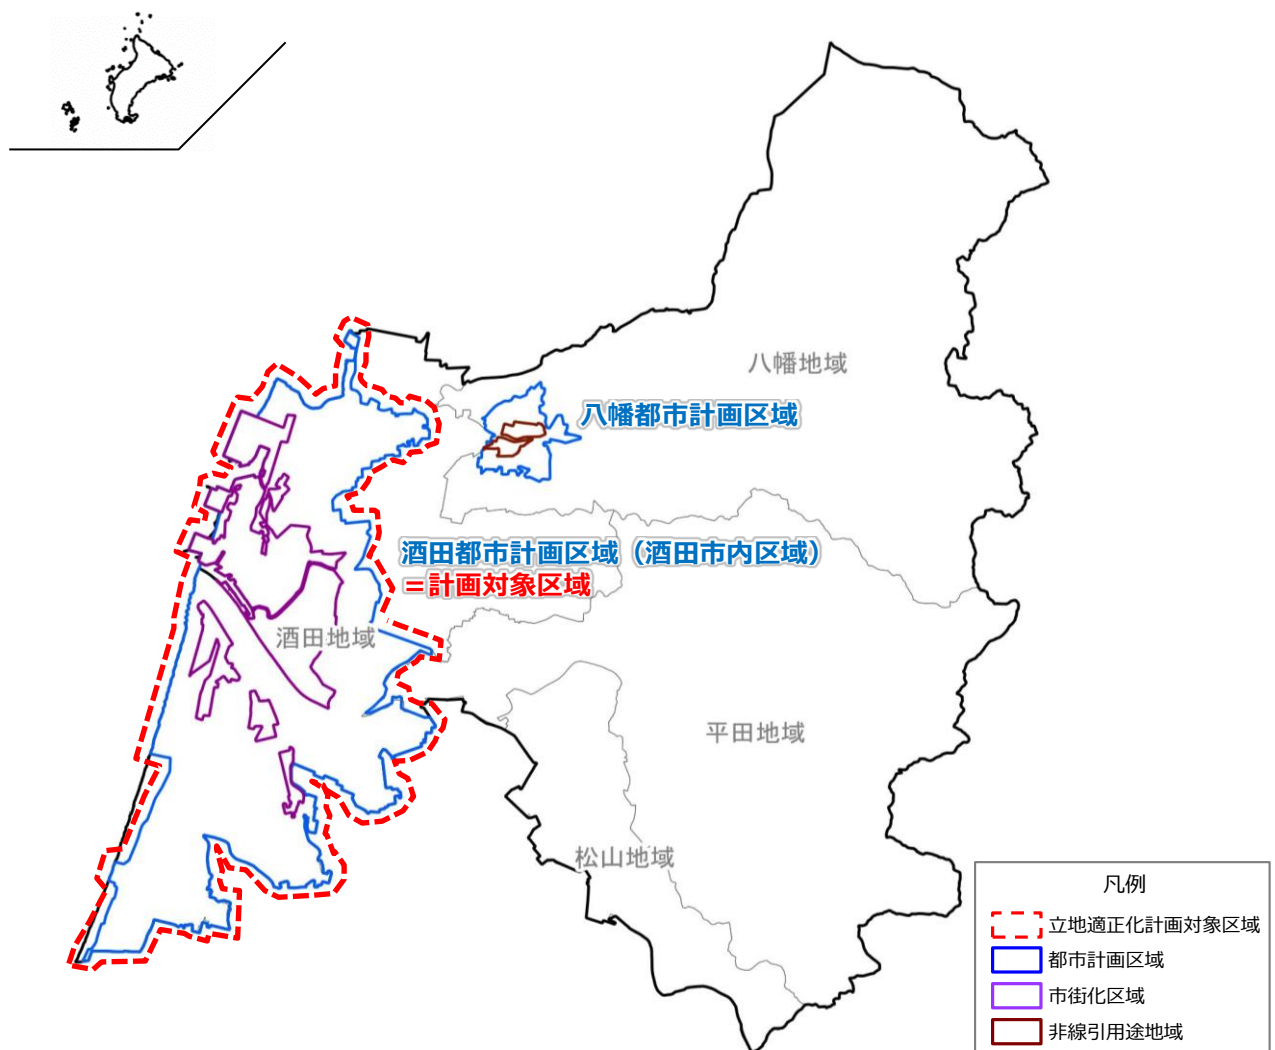 八幡地域
八幡都市計画区域
酒田都市計画区域（酒田市内区域）
＝計画対象区域
酒田地域
平田地域
松山地域
凡例
立地適正化計画対象区域
都市計画区域
市街化区域
非線引用途地域